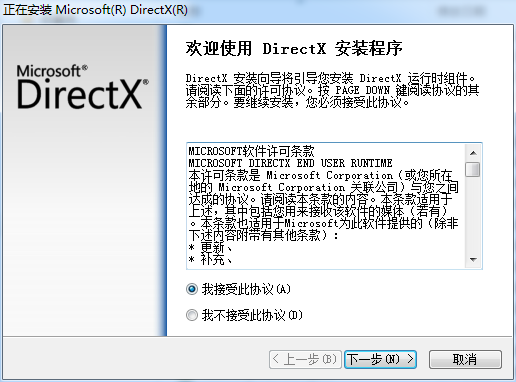 正在安装 Microsoft(R) DirectX(R)
欢迎使用 DirectX 安装程序
Microsoft®
DirectX®
DirectX 安装向导将引导您安装 DirectX 运行时组件。
请阅读下面的许可协议。按 PAGE DOWN 键阅读协议的其
余部分。要继续安装，您必须接受此协议。
MICROSOFT软件许可条款
MICROSOFT DIRECTX END USER RUNTIME
本许可条款是 Microsoft Corporation（或您所在
地的 Microsoft Corporation 关联公司）与您之间
达成的协议。请阅读本条款的内容。本条款适用于
上述，其中包括您用来接收该软件的媒体（若有）
。本条款也适用于Microsoft为此软件提供的（除非
下述内容附带有其他条款）:
* 更新、
* 补充、
我接受此协议(A)
我不接受此协议(D)
< 上一步(B)
下一步(N) >
取消